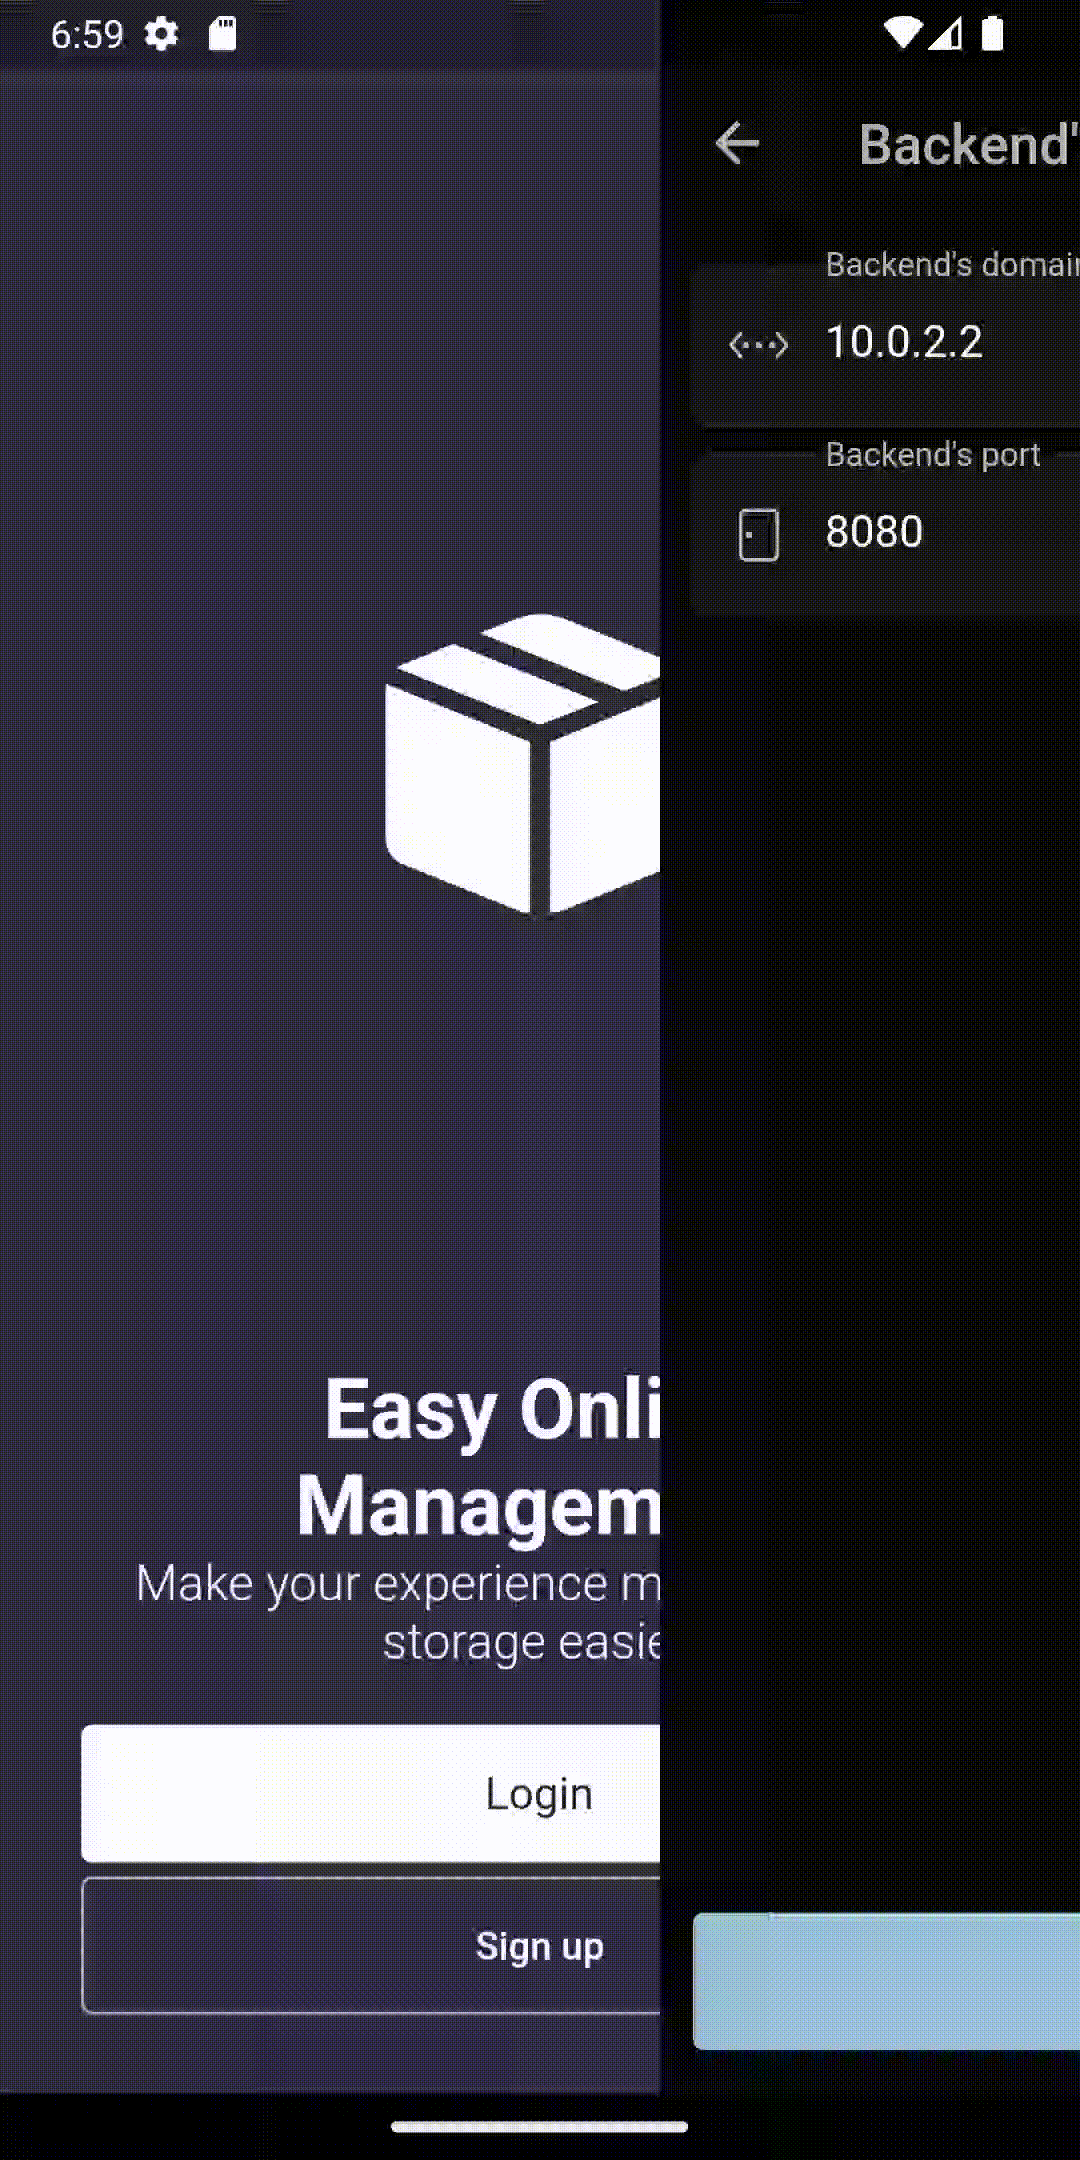 6:59
Backend'
Backend's domain
10.0.2.2
Backend's port
8080
Easy Onli
Managem
Make your experience m
storage easie
Login
Sign up